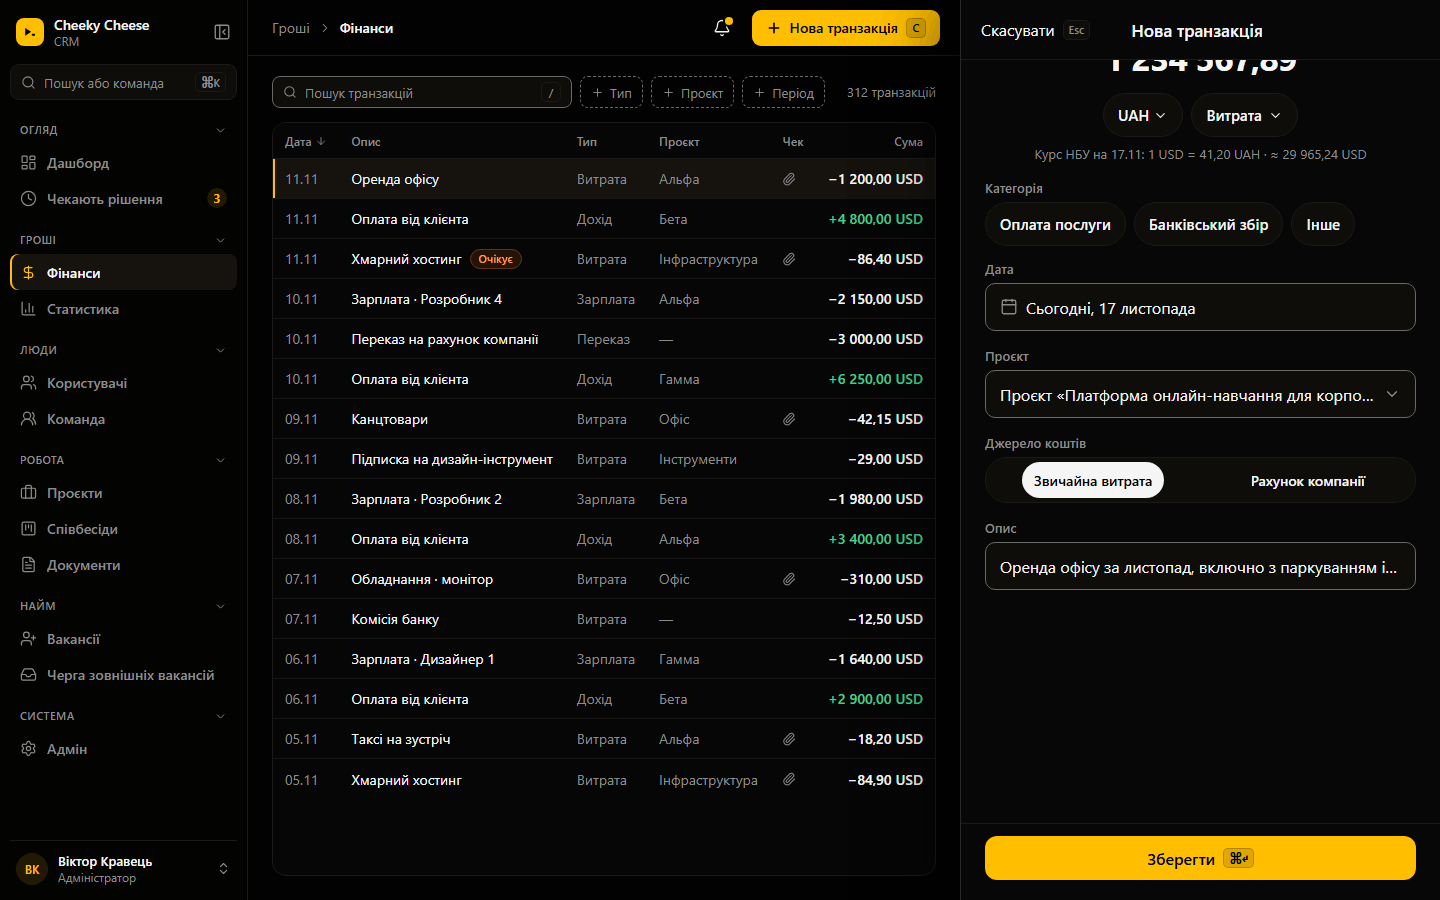 Cheeky Cheese
CRM
Пошук або команда ⌘K
ОГЛЯД
Дашборд
Чекають рішення 3
ГРОШІ
Фінанси
Статистика
ЛЮДИ
Користувачі
Команда
РОБОТА
Проєкти
Співбесіди
Документи
НАЙМ
Вакансії
Черга зовнішніх вакансій
СИСТЕМА
Адмін
ВК
Віктор Кравець
Адміністратор
Гроші > Фінанси
+ Нова транзакція C
Пошук транзакцій /
+ Тип
+ Проєкт
+ Період
312 транзакцій
Дата ↓ Опис Тип Проєкт Чек Сума
11.11 Оренда офісу Витрата Альфа −1 200,00 USD
11.11 Оплата від клієнта Дохід Бета +4 800,00 USD
11.11 Хмарний хостинг Очікує Витрата Інфраструктура −86,40 USD
10.11 Зарплата · Розробник 4 Зарплата Альфа −2 150,00 USD
10.11 Переказ на рахунок компанії Переказ — −3 000,00 USD
10.11 Оплата від клієнта Дохід Гамма +6 250,00 USD
09.11 Канцтовари Витрата Офіс −42,15 USD
09.11 Підписка на дизайн-інструмент Витрата Інструменти −29,00 USD
08.11 Зарплата · Розробник 2 Зарплата Бета −1 980,00 USD
08.11 Оплата від клієнта Дохід Альфа +3 400,00 USD
07.11 Обладнання · монітор Витрата Офіс −310,00 USD
07.11 Комісія банку Витрата — −12,50 USD
06.11 Зарплата · Дизайнер 1 Зарплата Гамма −1 640,00 USD
06.11 Оплата від клієнта Дохід Бета +2 900,00 USD
05.11 Таксі на зустріч Витрата Альфа −18,20 USD
05.11 Хмарний хостинг Витрата Інфраструктура −84,90 USD
Скасувати Esc
Нова транзакція
1 234 567,89
UAH
Витрата
Курс НБУ на 17.11: 1 USD = 41,20 UAH · ≈ 29 965,24 USD
Категорія
Оплата послуги
Банківський збір
Інше
Дата
Сьогодні, 17 листопада
Проєкт
Проєкт «Платформа онлайн-навчання для корпо...
Джерело коштів
Звичайна витрата
Рахунок компанії
Опис
Оренда офісу за листопад, включно з паркуванням і...
Зберегти ⌘↵